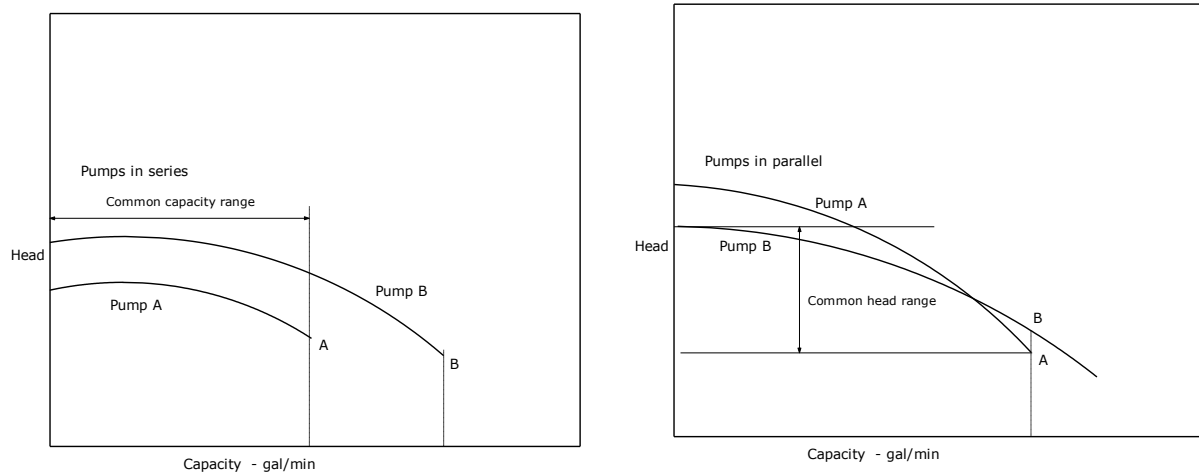 Pumps in series
Common capacity range
Head
Pump A
Pump B
A
B
Capacity - gal/min
Pumps in parallel
Pump A
Head
Pump B
Common head range
B
A
Capacity - gal/min